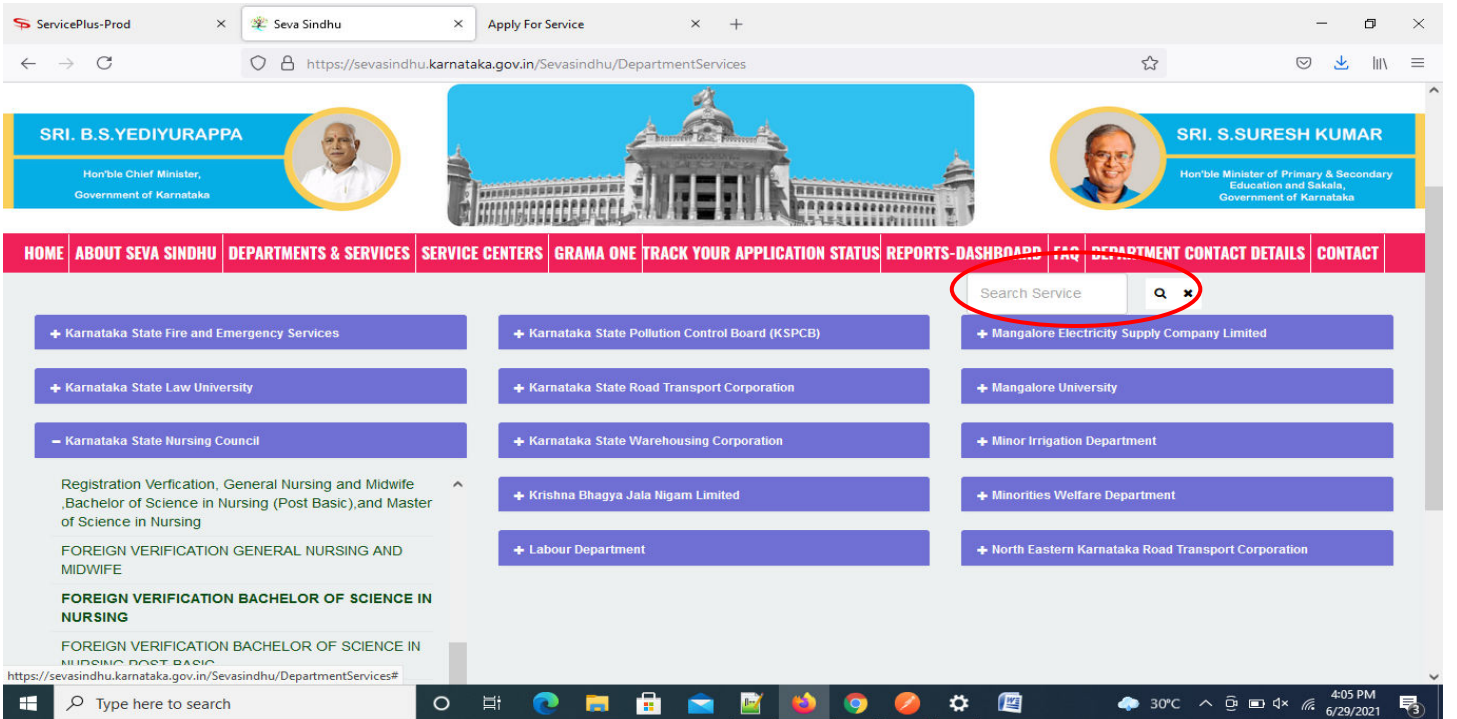 ServicePlus-Prod
Seva Sindhu
Apply For Service
https://sevasindhu.karnataka.gov.in/Sevasindhu/DepartmentServices
SRI. B.S.YEDIYURAPPA
Hon'ble Chief Minister,
Government of Karnataka
SRI. S.SURESH KUMAR
Hon'ble Minister of Primary & Secondary
Education and Sakala,
Government of Karnataka
HOME ABOUT SEVA SINDHU DEPARTMENTS & SERVICES SERVICE CENTERS GRAMA ONE TRACK YOUR APPLICATION STATUS REPORTS-DASHBOARD FAQ DEPARTMENT CONTACT DETAILS CONTACT
Search Service
+ Karnataka State Fire and Emergency Services
+ Karnataka State Pollution Control Board (KSPCB)
+ Mangalore Electricity Supply Company Limited
+ Karnataka State Law University
+ Karnataka State Road Transport Corporation
+ Mangalore University
– Karnataka State Nursing Council
+ Karnataka State Warehousing Corporation
+ Minor Irrigation Department
Registration Verfication, General Nursing and Midwife
,Bachelor of Science in Nursing (Post Basic),and Master
of Science in Nursing
+ Krishna Bhagya Jala Nigam Limited
+ Minorities Welfare Department
FOREIGN VERIFICATION GENERAL NURSING AND
MIDWIFE
+ Labour Department
+ North Eastern Karnataka Road Transport Corporation
FOREIGN VERIFICATION BACHELOR OF SCIENCE IN
NURSING
FOREIGN VERIFICATION BACHELOR OF SCIENCE IN
NURSING POST BASIC
https://sevasindhu.karnataka.gov.in/Sevasindhu/DepartmentServices#
Type here to search
30°C
4:05 PM
6/29/2021
3